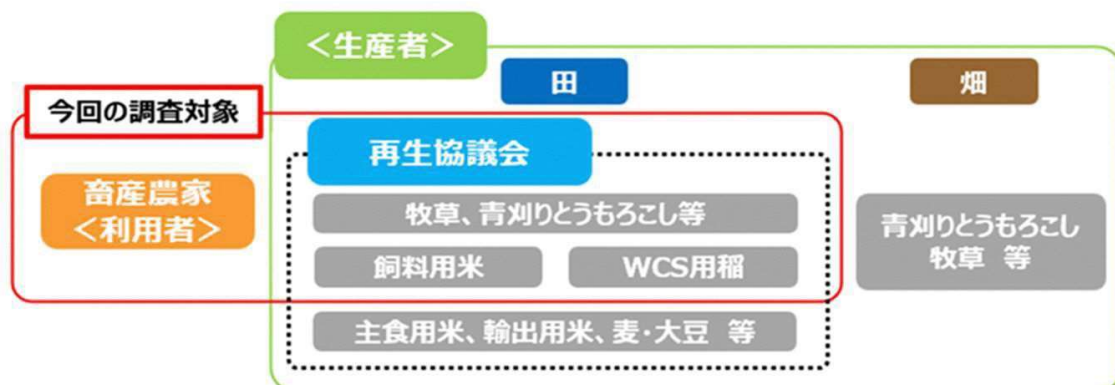 ＜生産者＞
田
畑
今回の調査対象
再生協議会
畜産農家
＜利用者＞
牧草、青刈りとうもろこし等
飼料用米
WCS用稲
青刈りとうもろこし
牧草 等
主食用米、輸出用米、麦・大豆 等